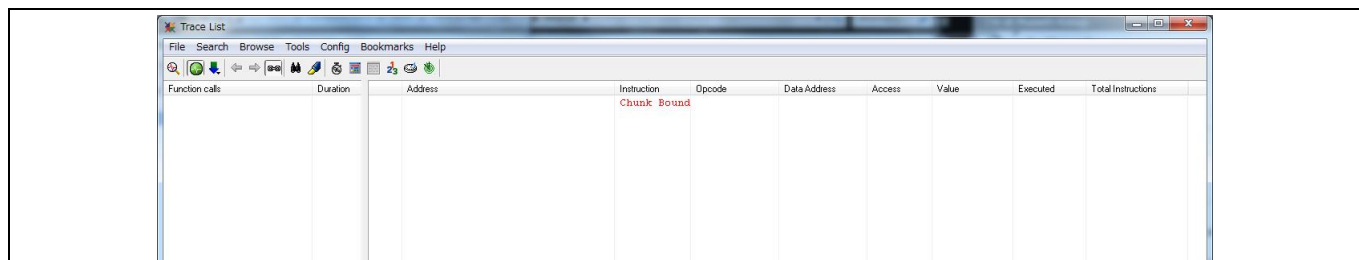 Trace List
File Search Browse Tools Config Bookmarks Help
Function calls Duration Address Instruction Opcode Data Address Access Value Executed Total Instructions
Chunk Bound